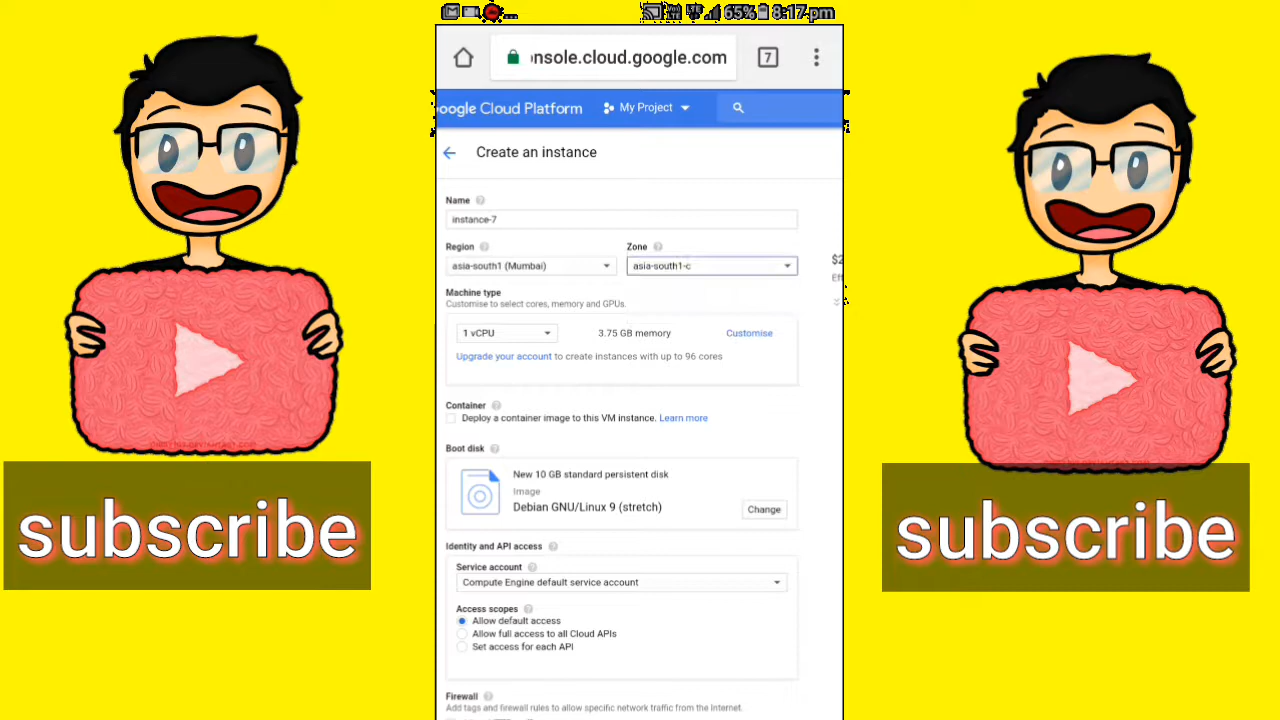 65% 8:17 pm
nsole.cloud.google.com
7
oogle Cloud Platform My Project
Create an instance
Name
instance-7
Region Zone
asia-south1 (Mumbai) asia-south1-c
$2
Machine type
Customise to select cores, memory and GPUs.
1 vCPU 3.75 GB memory Customise
Upgrade your account to create instances with up to 96 cores
Container
Deploy a container image to this VM instance. Learn more
Boot disk
New 10 GB standard persistent disk
Image
Debian GNU/Linux 9 (stretch)
Change
Identity and API access
Service account
Compute Engine default service account
Access scopes
Allow default access
Allow full access to all Cloud APIs
Set access for each API
Firewall
Add tags and firewall rules to allow specific network traffic from the Internet.
subscribe
subscribe